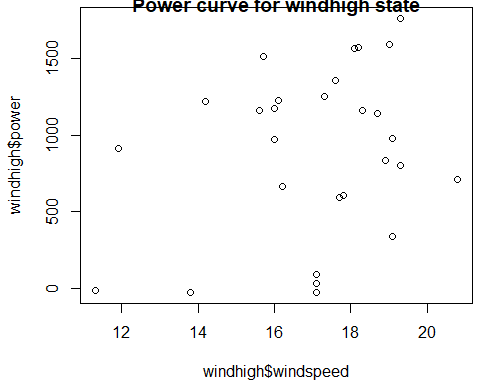 Power curve for windhigh state
windhigh$power
1500
1000
500
0
12 14 16 18 20
windhigh$windspeed